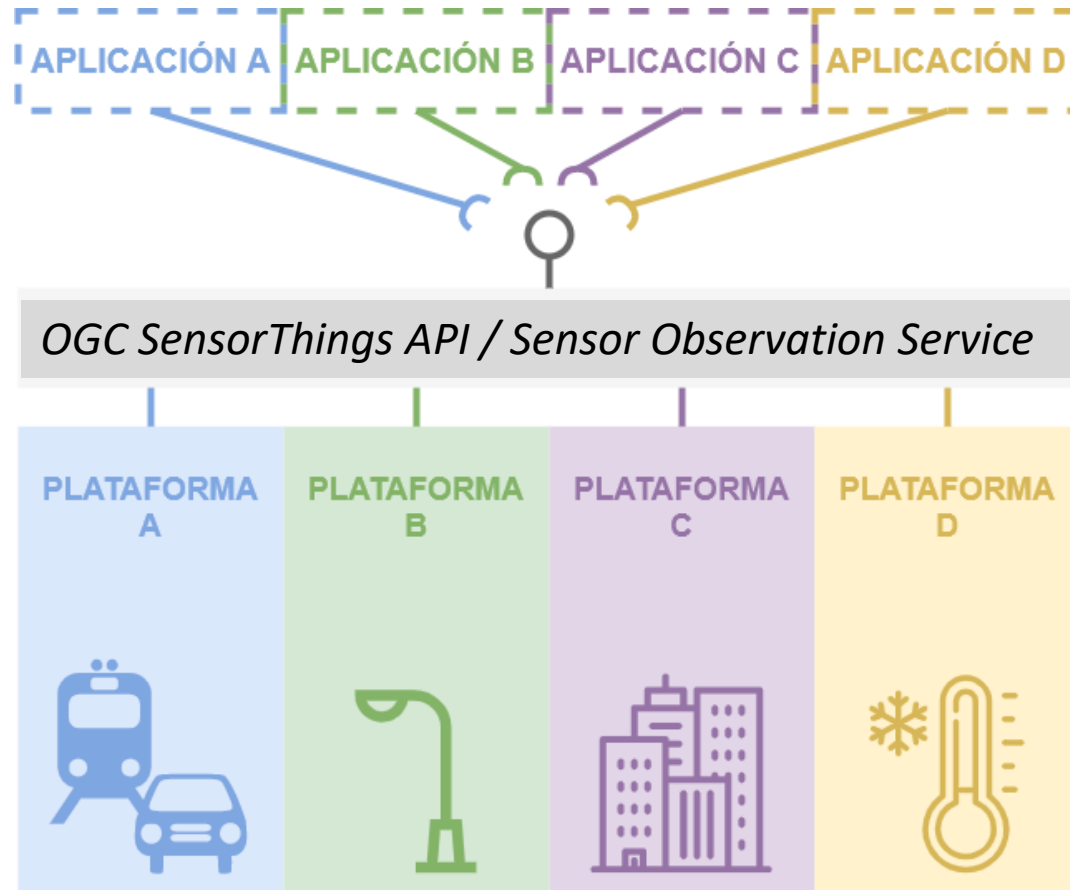 APLICACIÓN A APLICACIÓN B APLICACIÓN C APLICACIÓN D
OGC SensorThings API / Sensor Observation Service
PLATAFORMA A
PLATAFORMA B
PLATAFORMA C
PLATAFORMA D